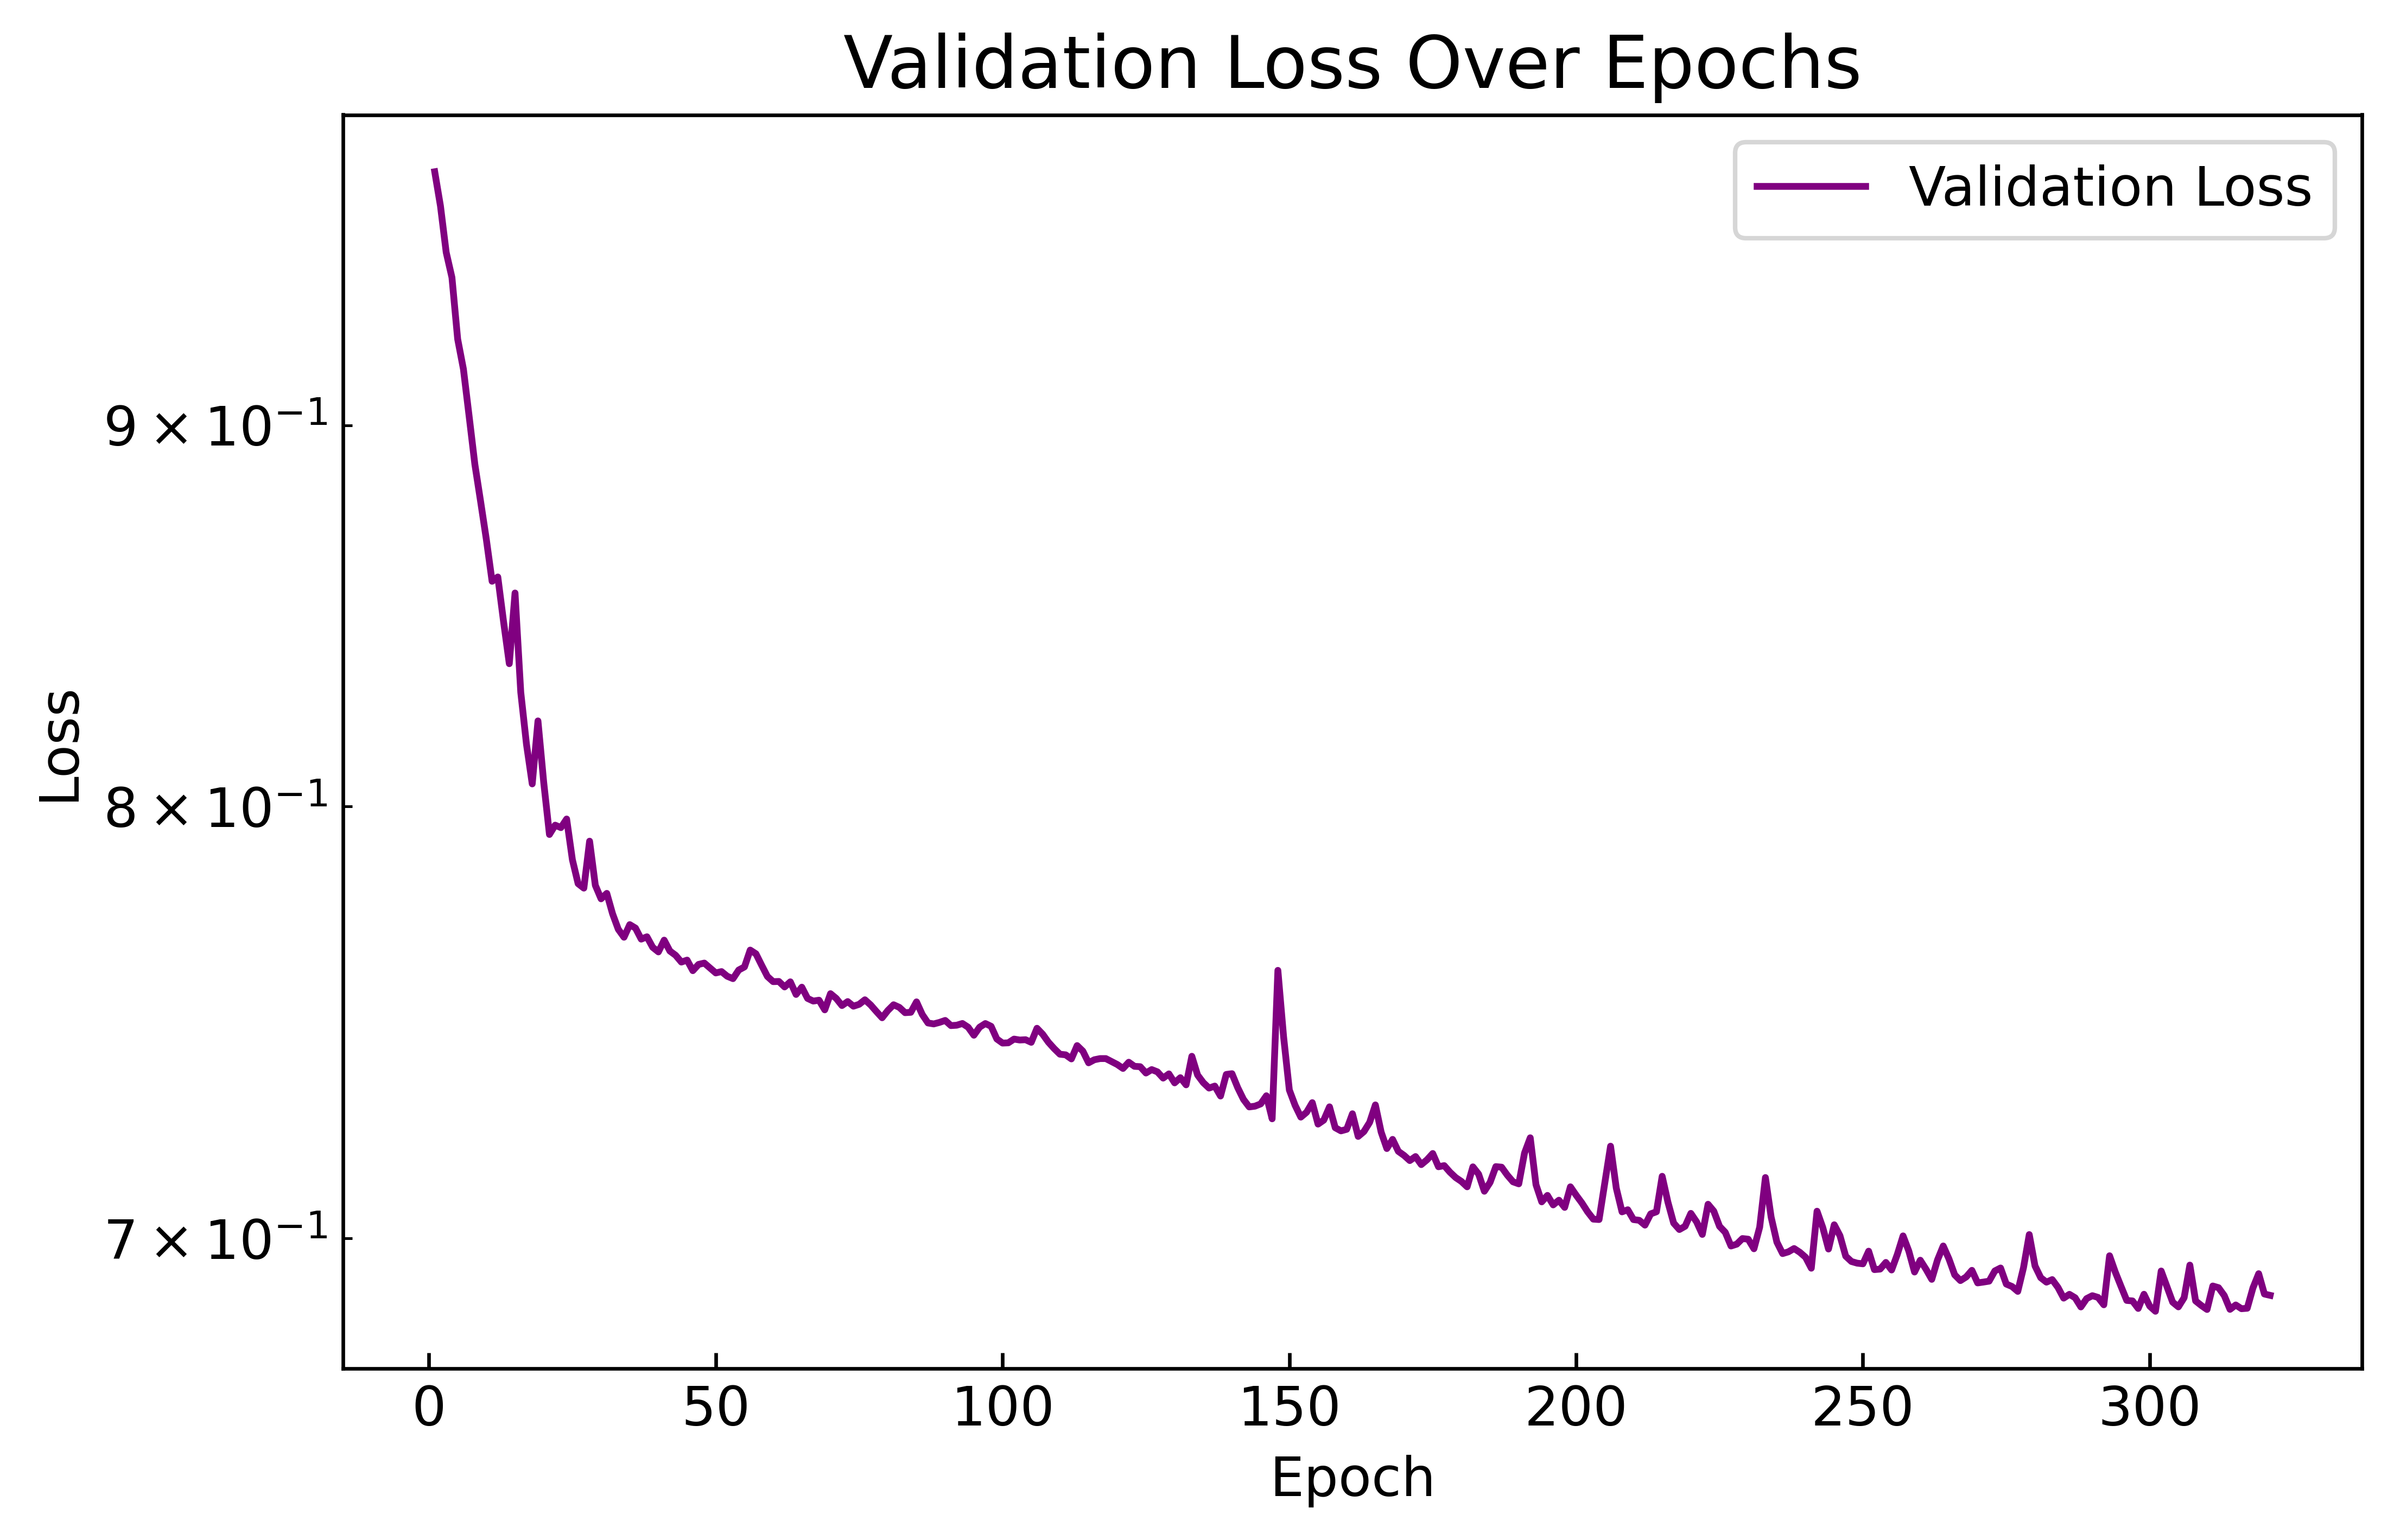 Validation Loss Over Epochs
Validation Loss
Loss
9 × 10⁻¹
8 × 10⁻¹
7 × 10⁻¹
0 50 100 150 200 250 300
Epoch